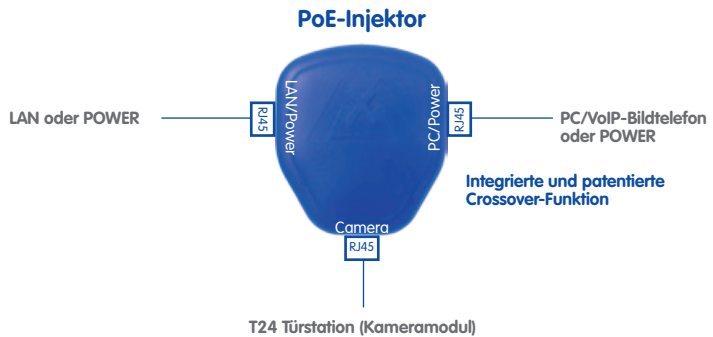 PoE-Injektor
LAN/Power
PC/Power
RJ45
RJ45
LAN oder POWER
PC/VoIP-Bildtelefon
oder POWER
Integrierte und patentierte
Crossover-Funktion
Camera
RJ45
T24 Türstation (Kameramodul)